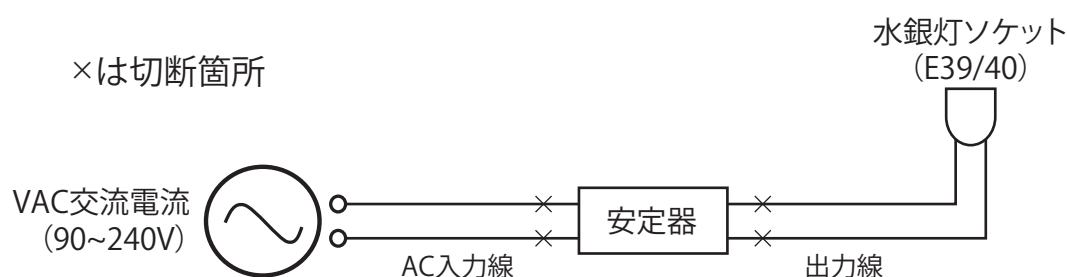 水銀灯ソケット
(E39/40)
×は切断箇所
VAC交流電流
(90~240V)
安定器
AC入力線
出力線